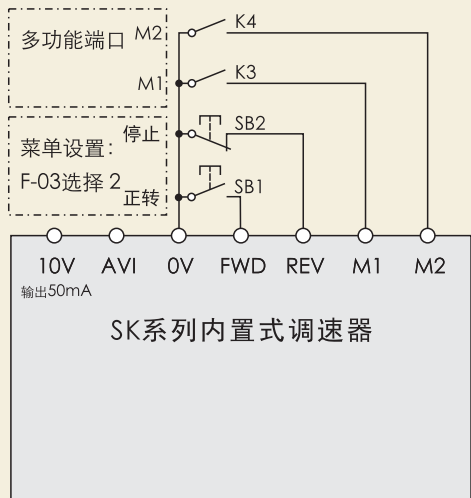 多功能端口 M2 K4
M1 K3
菜单设置: 停止 SB2
F-03选择 2 正转 SB1
10V AVI 0V FWD REV M1 M2
输出50mA
SK系列内置式调速器